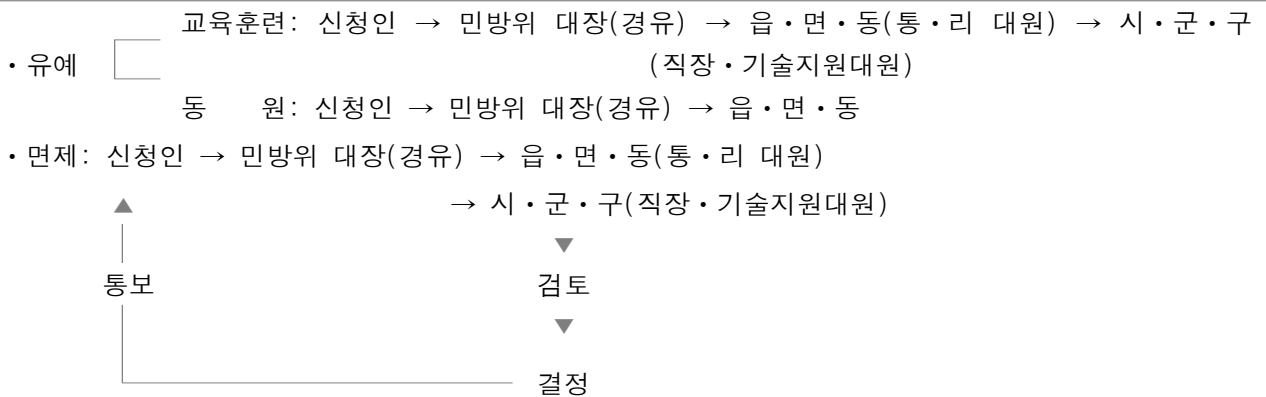 교육훈련: 신청인 → 민방위 대장(경유) → 읍・면・동(통・리 대원) → 시・군・구
・유예
(직장・기술지원대원)
동 원: 신청인 → 민방위 대장(경유) → 읍・면・동
・면제: 신청인 → 민방위 대장(경유) → 읍・면・동(통・리 대원)
→ 시・군・구(직장・기술지원대원)
통보
검토
결정